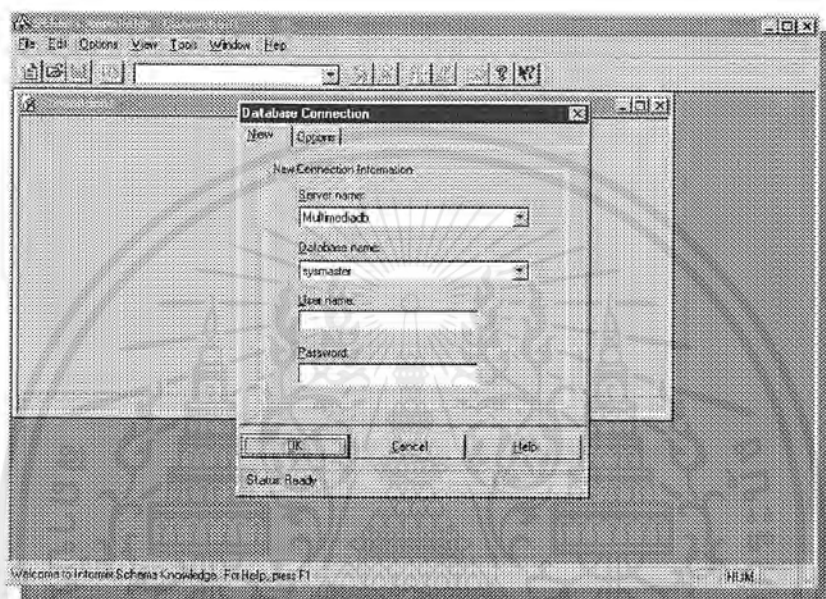 File Edit Options View Tools Window Help
Database Connection
New Options
New Connection Information
Server name:
Multimediadb
Database name:
sysmaster
User name:
Password:
OK Cancel Help
Status: Ready
Welcome to Informix Schema Knowledge. For Help, press F1
NUM